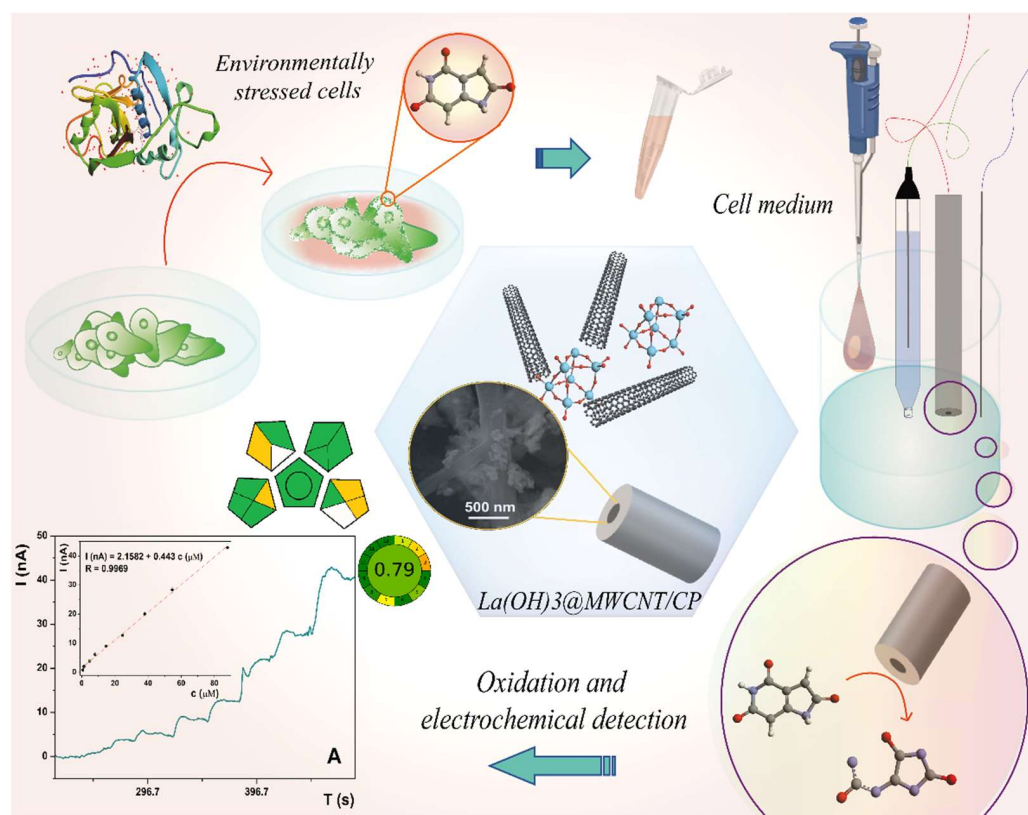 Environmentally
stressed cells
Cell medium
500 nm
La(OH)3@MWCNT/CP
0.79
Oxidation and
electrochemical detection
I (nA)
50
40
30
20
10
0
I (nA) = 2.1582 + 0.443 c (μM)
R = 0.9969
I (nA)
40
30
20
10
0
0
20
40
60
80
c (μM)
A
296.7
396.7
T (s)